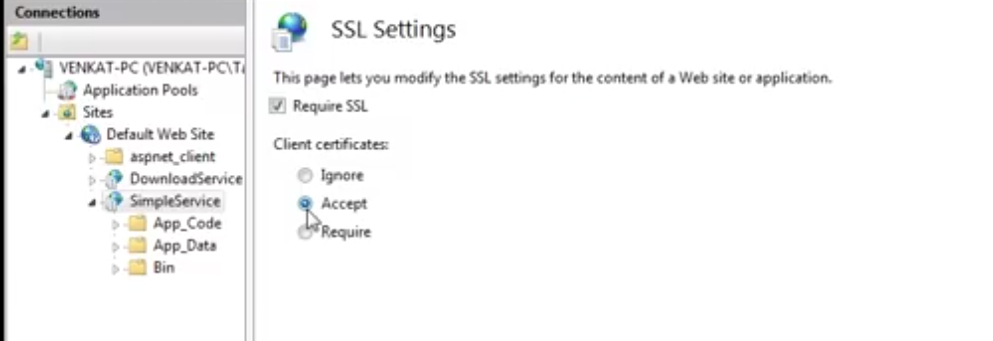 Connections
VENKAT-PC (VENKAT-PC\Ta
Application Pools
Sites
Default Web Site
aspnet_client
DownloadService
SimpleService
App_Code
App_Data
Bin
SSL Settings
This page lets you modify the SSL settings for the content of a Web site or application.
Require SSL
Client certificates:
Ignore
Accept
Require